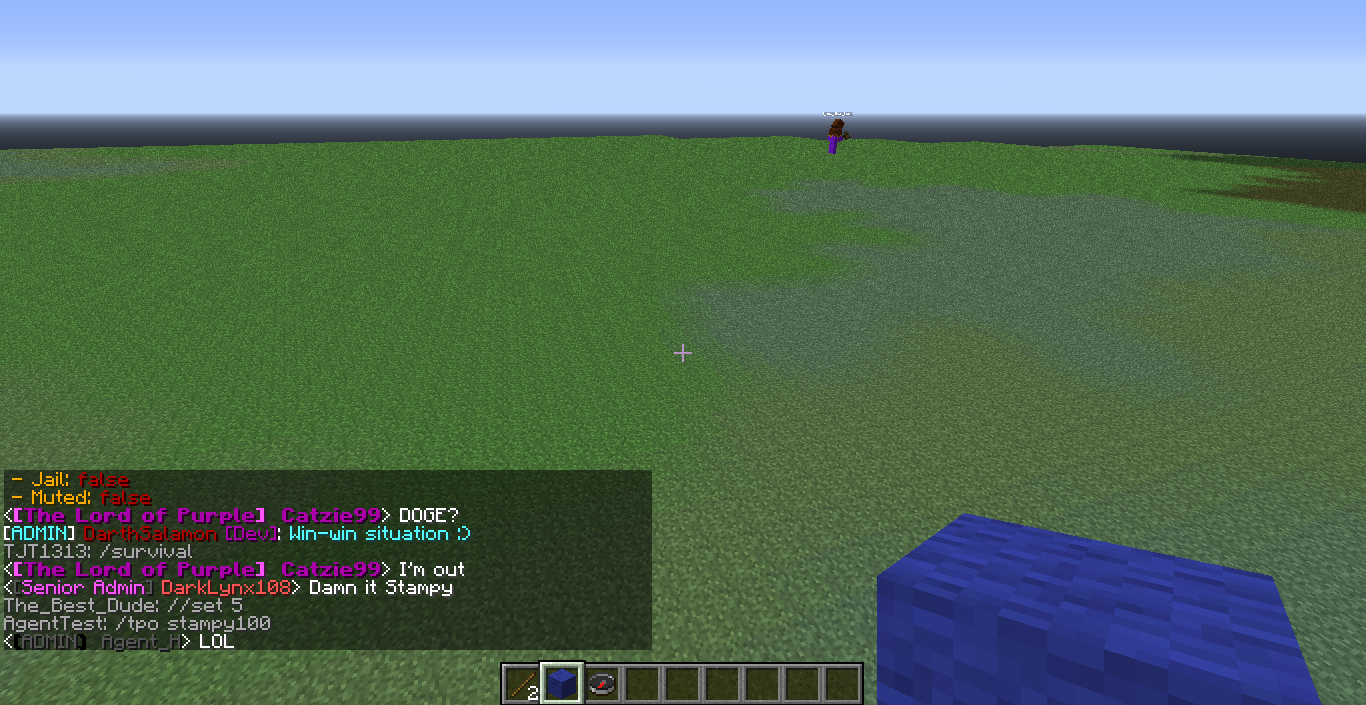 - Jail: false
- Muted: false
<[The Lord of Purple] Catzie99> DOGE?
[ADMIN] DarthSalamon [Dev]: Win-win situation :)
TJT1313: /survival
<[The Lord of Purple] Catzie99> I'm out
<[Senior Admin] DarkLynx108> Damn it Stampy
The_Best_Dude: //set 5
AgentTest: /tpo stampy100
<[ADMIN] Agent_H> LOL
2